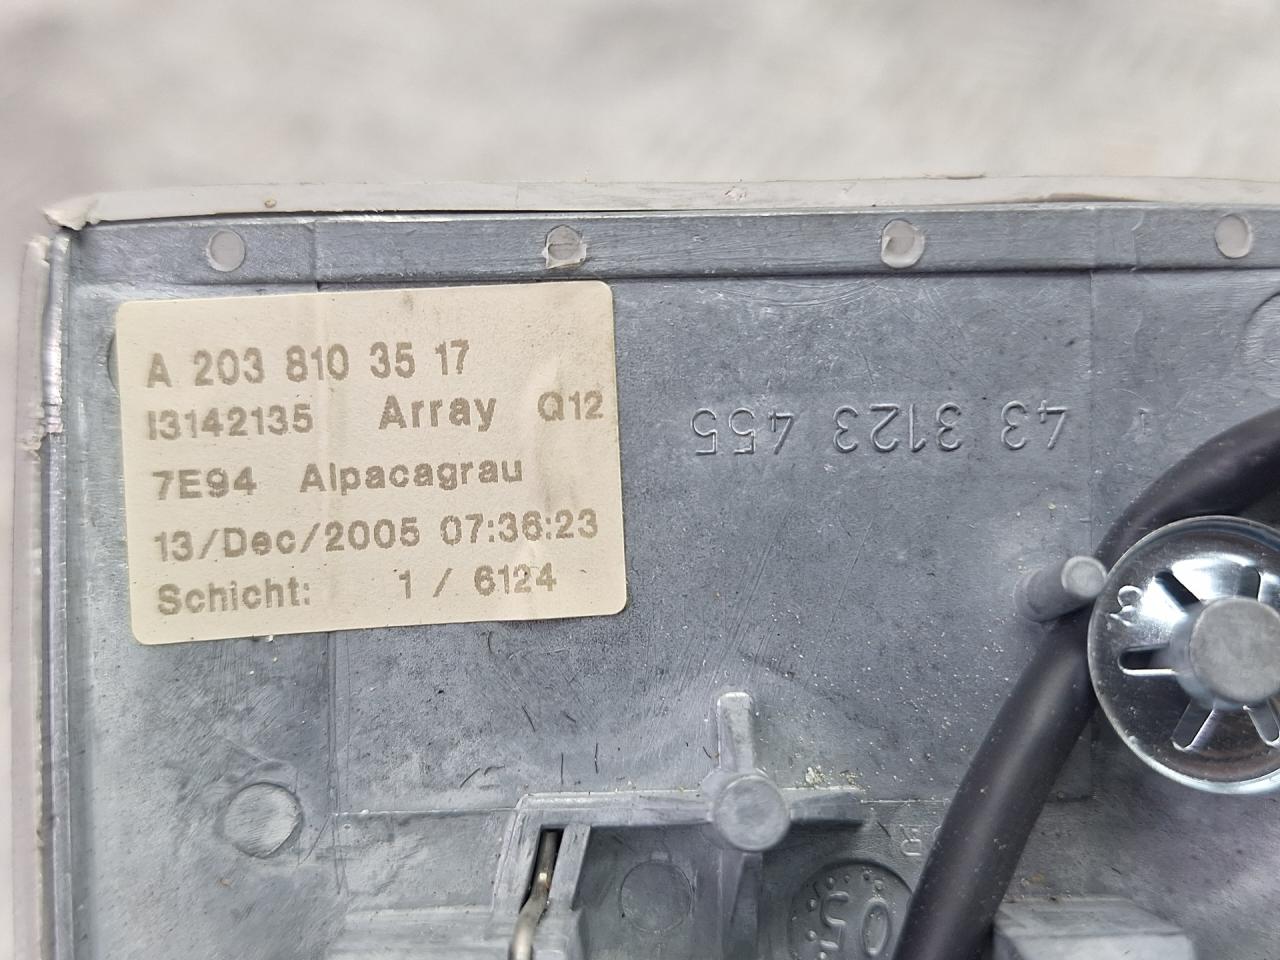 A 203 810 35 17
I3142135 Array Q12
7E94 Alpacagrau
13/Dec/2005 07:36:23
Schicht: 1 / 6124
43 3123 455
05